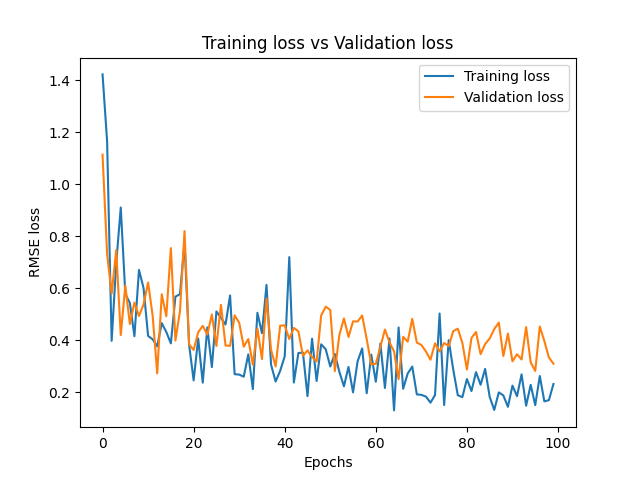 Training loss vs Validation loss
Training loss
Validation loss
1.4
1.2
1.0
0.8
0.6
0.4
0.2
RMSE loss
0 20 40 60 80 100
Epochs